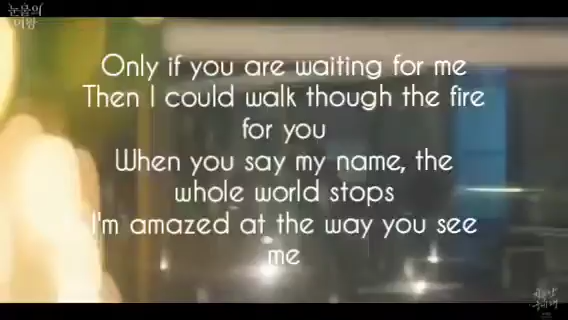 눈물의
여왕
Only if you are waiting for me
Then I could walk though the fire
for you
When you say my name, the
whole world stops
I'm amazed at the way you see
me